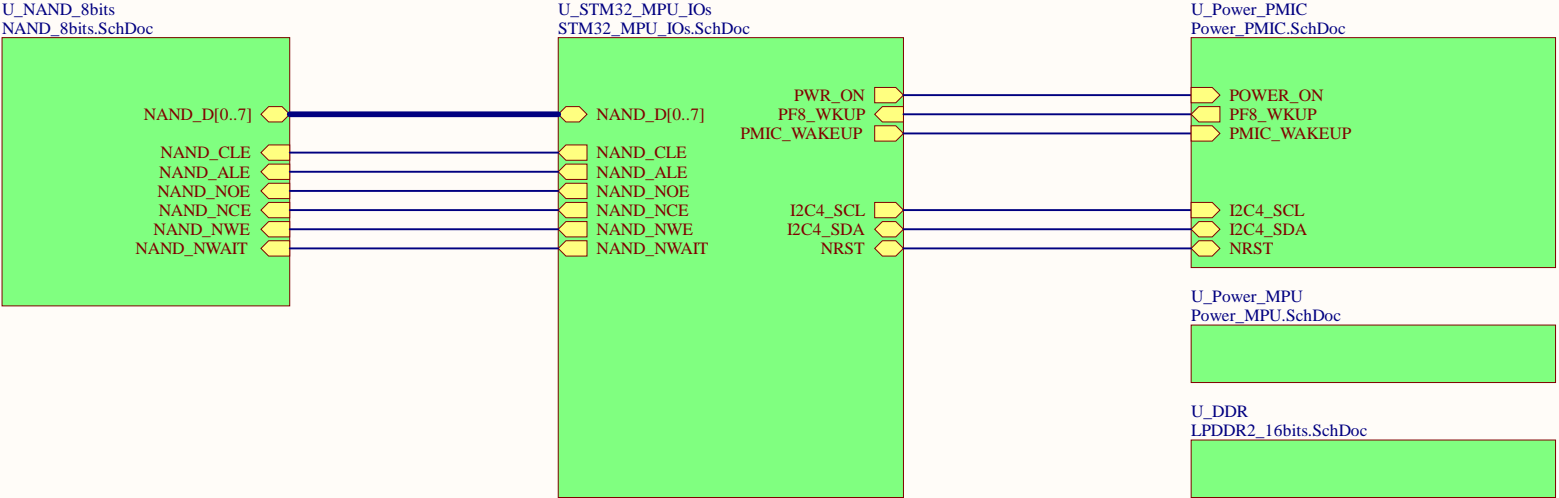 U_NAND_8bits
NAND_8bits.SchDoc
NAND_D[0..7]
NAND_CLE
NAND_ALE
NAND_NOE
NAND_NCE
NAND_NWE
NAND_NWAIT
U_STM32_MPU_IOs
STM32_MPU_IOs.SchDoc
NAND_D[0..7]
NAND_CLE
NAND_ALE
NAND_NOE
NAND_NCE
NAND_NWE
NAND_NWAIT
PWR_ON
PF8_WKUP
PMIC_WAKEUP
I2C4_SCL
I2C4_SDA
NRST
U_Power_PMIC
Power_PMIC.SchDoc
POWER_ON
PF8_WKUP
PMIC_WAKEUP
I2C4_SCL
I2C4_SDA
NRST
U_Power_MPU
Power_MPU.SchDoc
U_DDR
LPDDR2_16bits.SchDoc